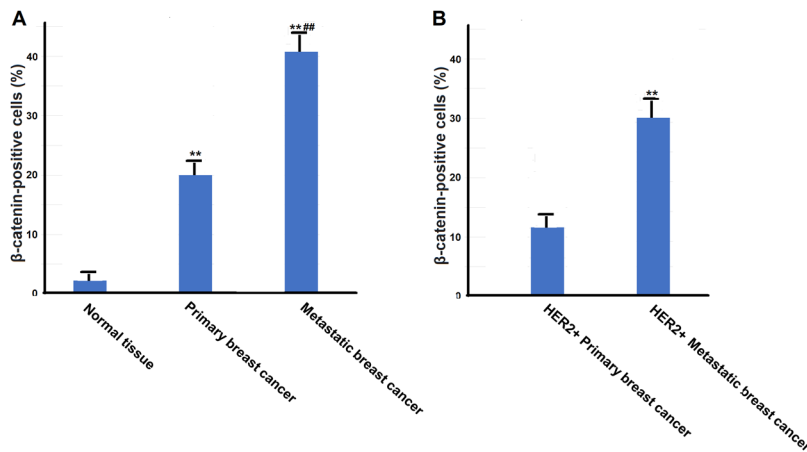 A
β-catenin-positive cells (%)
40
30
20
10
0
**
**##
Normal tissue
Primary breast cancer
Metastatic breast cancer
B
β-catenin-positive cells (%)
40
30
20
10
0
**
HER2+ Primary breast cancer
HER2+ Metastatic breast cancer